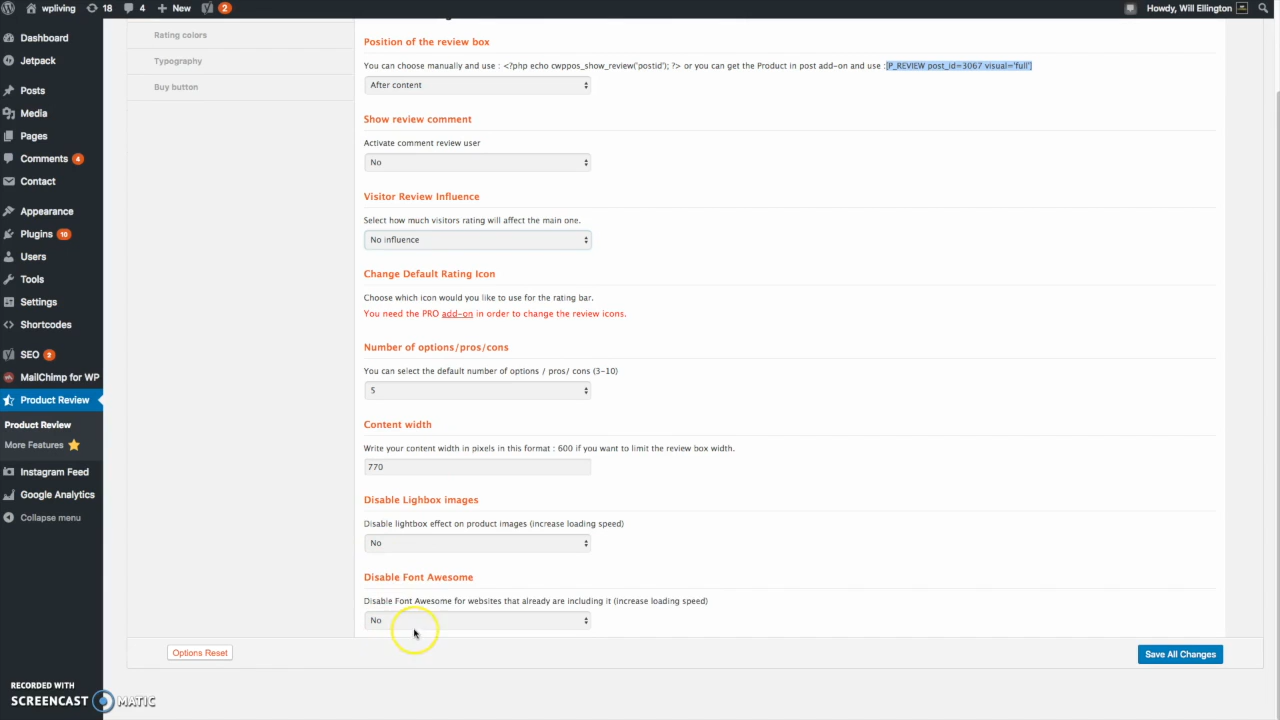 wpliving 18 4 + New 2 Howdy, Will Ellington
Dashboard
Jetpack
Posts
Media
Pages
Comments 4
Contact
Appearance
Plugins 10
Users
Tools
Settings
Shortcodes
SEO 2
MailChimp for WP
Product Review
Product Review
More Features
Instagram Feed
Google Analytics
Collapse menu
Rating colors
Typography
Buy button
Position of the review box
You can choose manually and use : <?php echo cwppos_show_review('postid'); ?> or you can get the Product in post add-on and use :[P_REVIEW post_id=3067 visual='full']
After content
Show review comment
Activate comment review user
No
Visitor Review Influence
Select how much visitors rating will affect the main one.
No influence
Change Default Rating Icon
Choose which icon would you like to use for the rating bar.
You need the PRO add-on in order to change the review icons.
Number of options/pros/cons
You can select the default number of options / pros/ cons (3-10)
5
Content width
Write your content width in pixels in this format : 600 if you want to limit the review box width.
770
Disable Lighbox images
Disable lightbox effect on product images (increase loading speed)
No
Disable Font Awesome
Disable Font Awesome for websites that already are including it (increase loading speed)
No
Options Reset
Save All Changes
RECORDED WITH
SCREENCAST MATIC